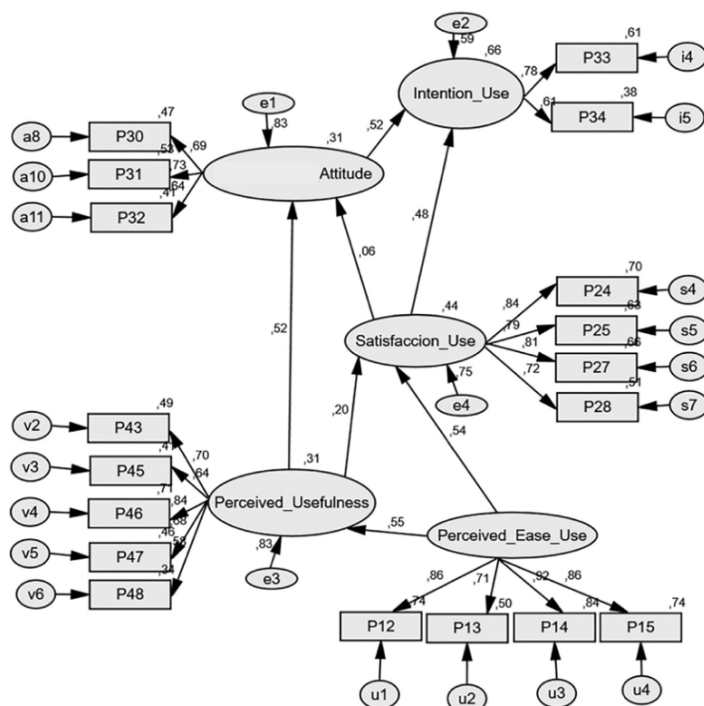 e2
,59
,66
Intention_Use
,78
,61
P33
i4
,61
,38
P34
i5
e1
,83
,31
Attitude
,52
,47
a8
P30
,69
,53
a10
P31
,73
,64
,41
a11
P32
,48
,06
,52
,44
Satisfaccion_Use
,75
e4
,84
,70
P24
s4
,79
,63
P25
s5
,81
,66
P27
s6
,72
,51
P28
s7
,20
,54
,49
v2
P43
,70
v3
P45
,64
,71
v4
P46
,84
,68
,46
v5
P47
,58
,34
v6
P48
,31
Perceived_Usefulness
,83
e3
,55
Perceived_Ease_Use
,86
,71
,92
,86
,74
,50
,84
,74
P12
P13
P14
P15
u1
u2
u3
u4